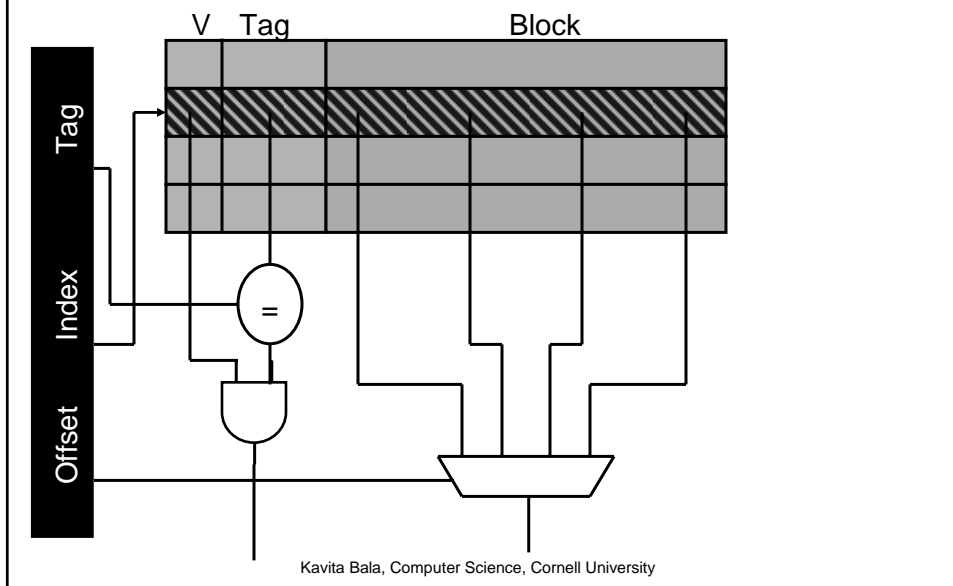 V Tag Block
Tag
Index
Offset
=
Kavita Bala, Computer Science, Cornell University